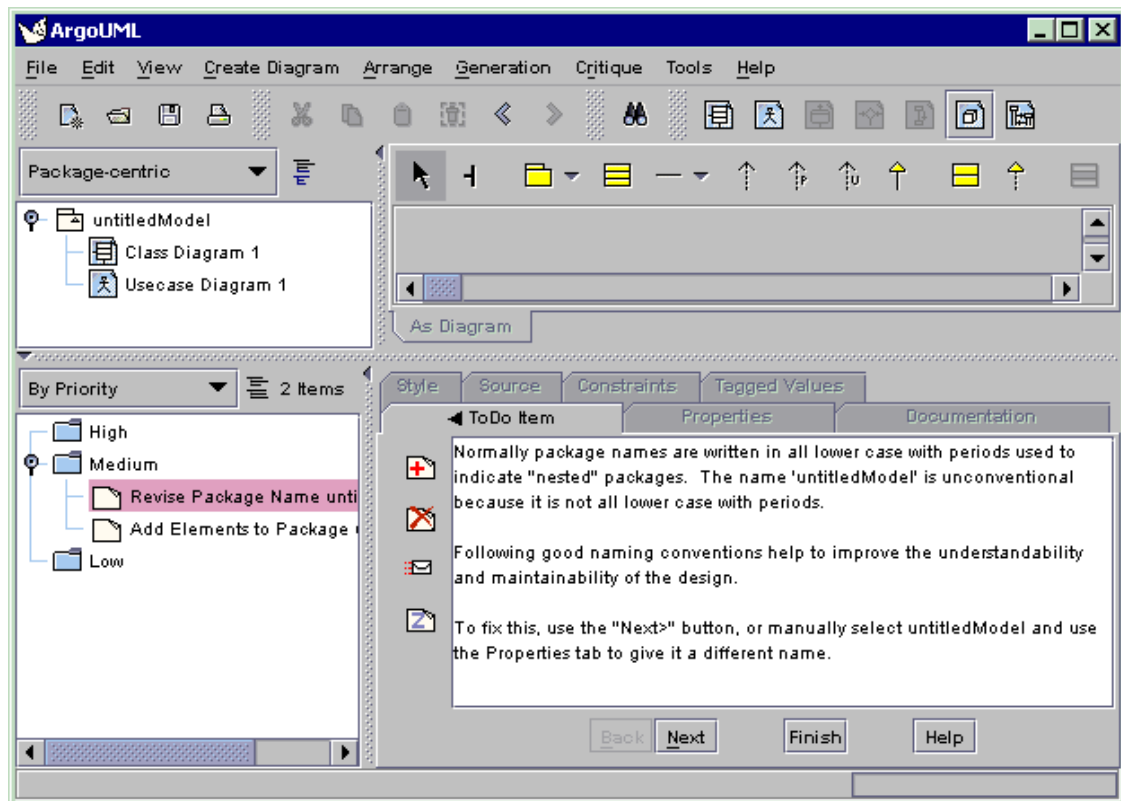 ArgoUML
File Edit View Create Diagram Arrange Generation Critique Tools Help
Package-centric
untitledModel
Class Diagram 1
Usecase Diagram 1
As Diagram
By Priority
2 Items
High
Medium
Revise Package Name unti
Add Elements to Package
Low
Style Source Constraints Tagged Values
ToDo Item Properties Documentation
Normally package names are written in all lower case with periods used to
indicate "nested" packages. The name 'untitledModel' is unconventional
because it is not all lower case with periods.
Following good naming conventions help to improve the understandability
and maintainability of the design.
To fix this, use the "Next>" button, or manually select untitledModel and use
the Properties tab to give it a different name.
Back Next Finish Help